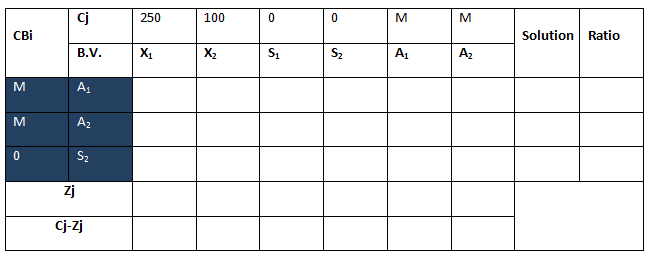 CBi Cj 250 100 0 0 M M Solution Ratio
B.V. X₁ X₂ S₁ S₂ A₁ A₂
M A₁
M A₂
0 S₂
Zj
Cj-Zj